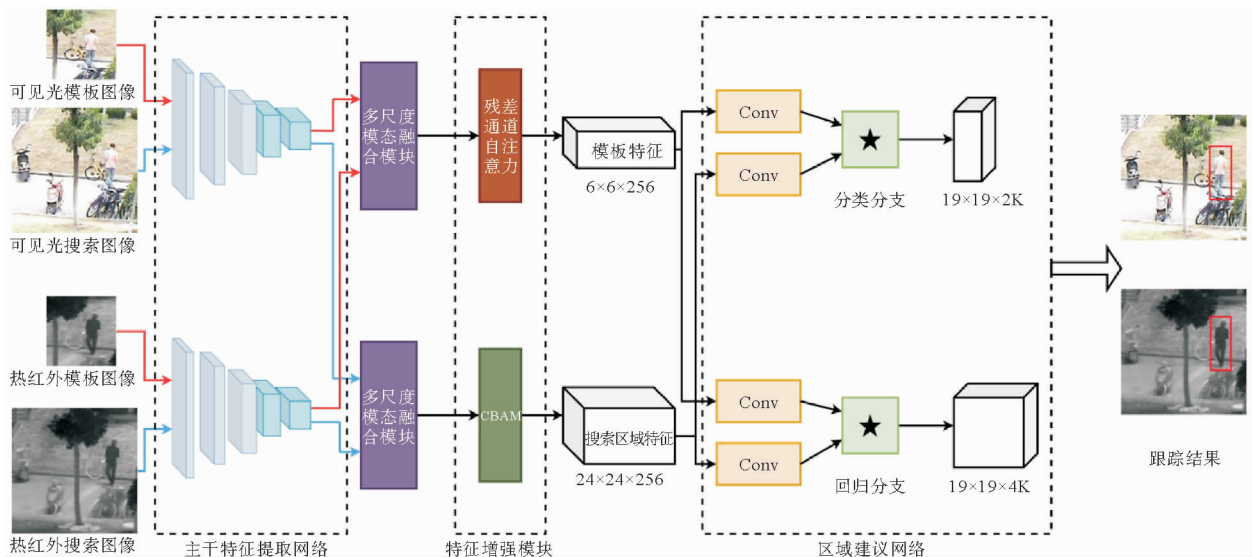 可见光模板图像
可见光搜索图像
热红外模板图像
热红外搜索图像
主干特征提取网络
多尺度
模态融
合模块
多尺度
模态融
合模块
残差
通道
自注
意力
CBAM
特征增强模块
模板特征
6×6×256
搜索区域特征
24×24×256
Conv
Conv
分类分支
19×19×2K
Conv
Conv
回归分支
19×19×4K
区域建议网络
跟踪结果